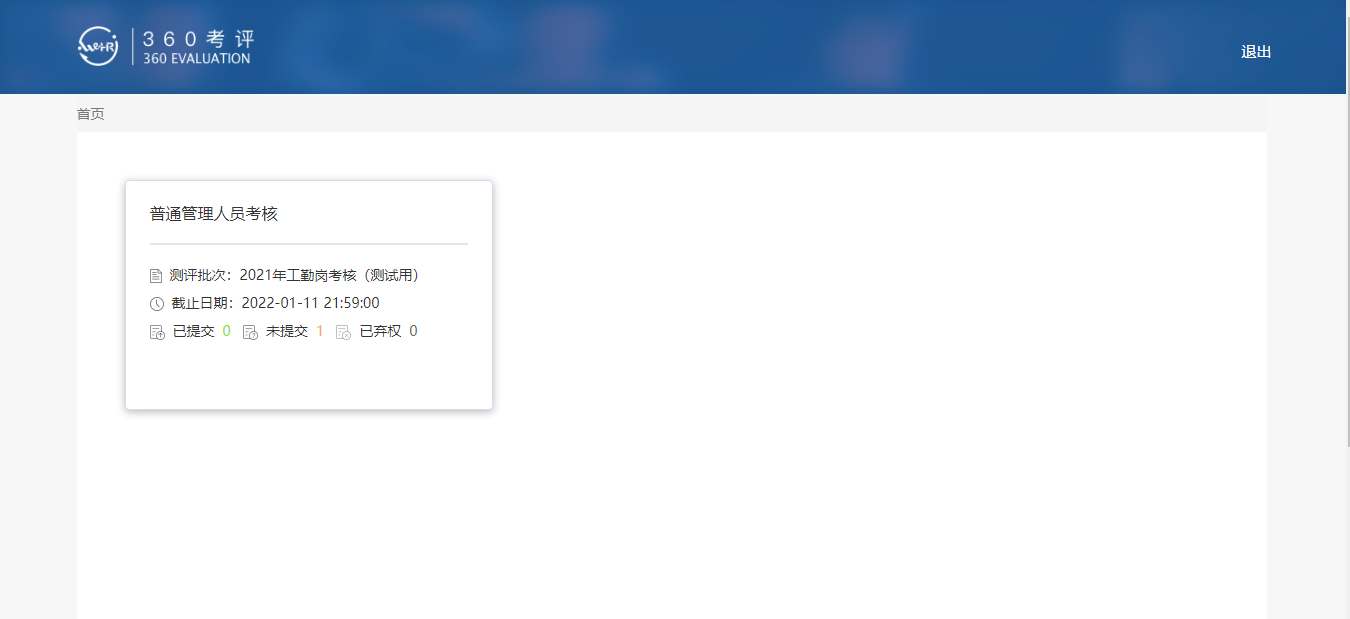 W&HR
360考评
360 EVALUATION
退出
首页
普通管理人员考核
测评批次：2021年工勤岗考核（测试用）
截止日期：2022-01-11 21:59:00
已提交 0 未提交 1 已弃权 0